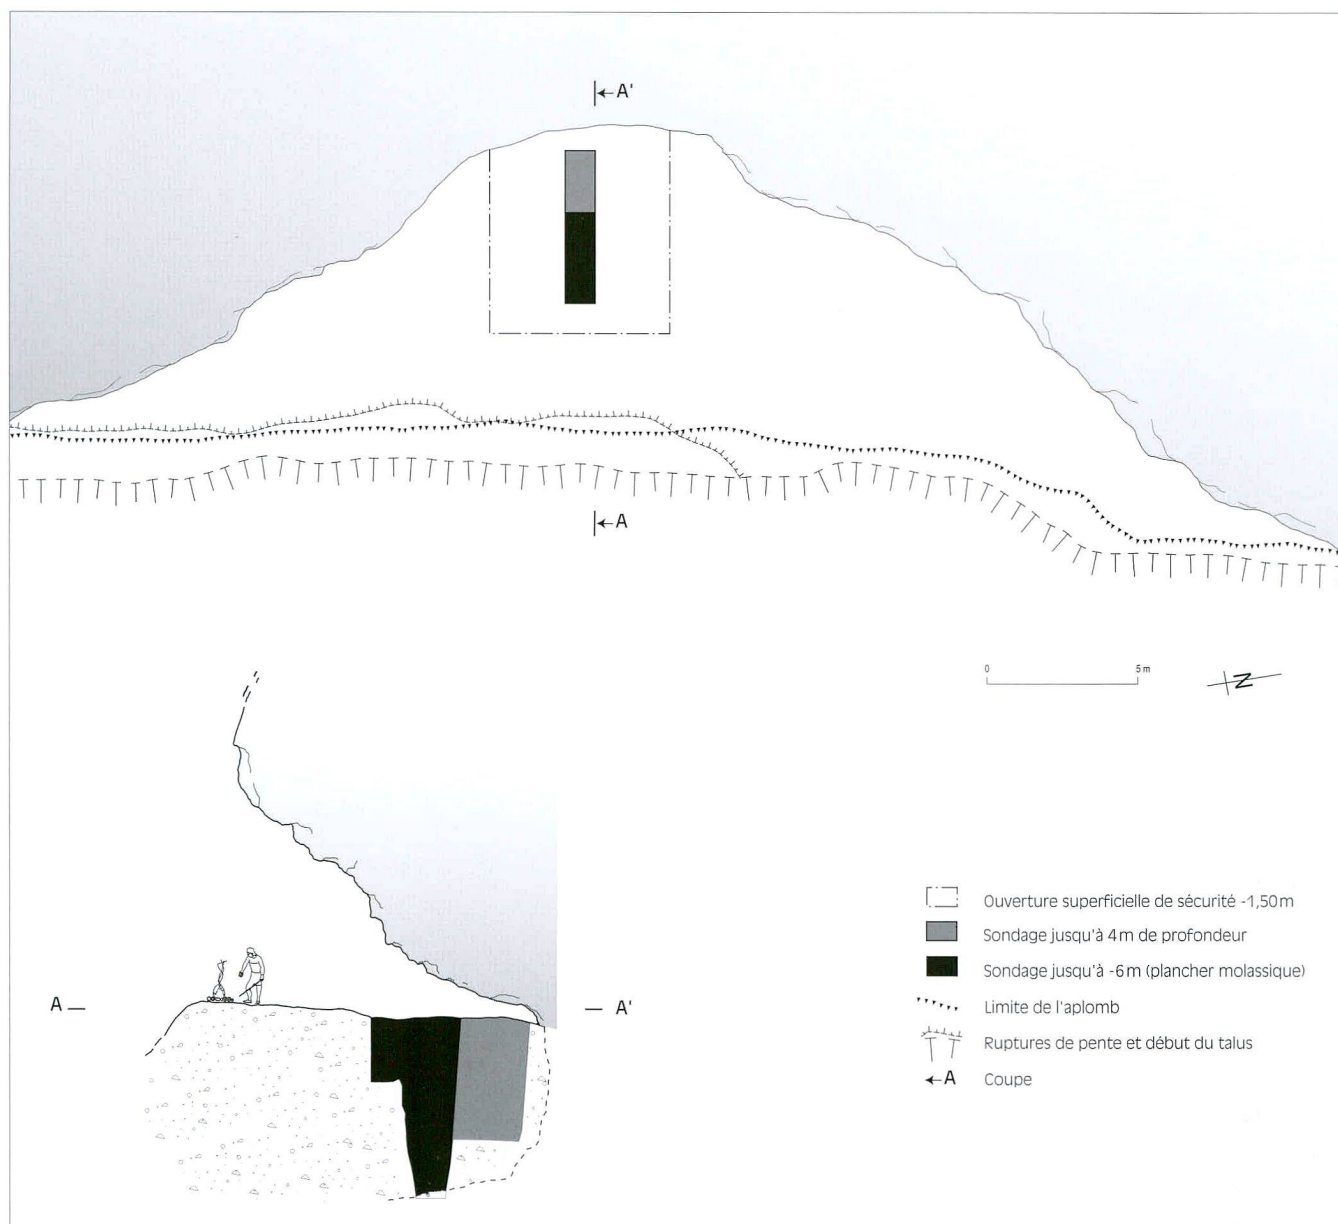 A'
A
0 5 m
N
A A'
Ouverture superficielle de sécurité -1,50 m
Sondage jusqu'à 4 m de profondeur
Sondage jusqu'à -6 m (plancher molassique)
Limite de l'aplomb
Ruptures de pente et début du talus
A Coupe